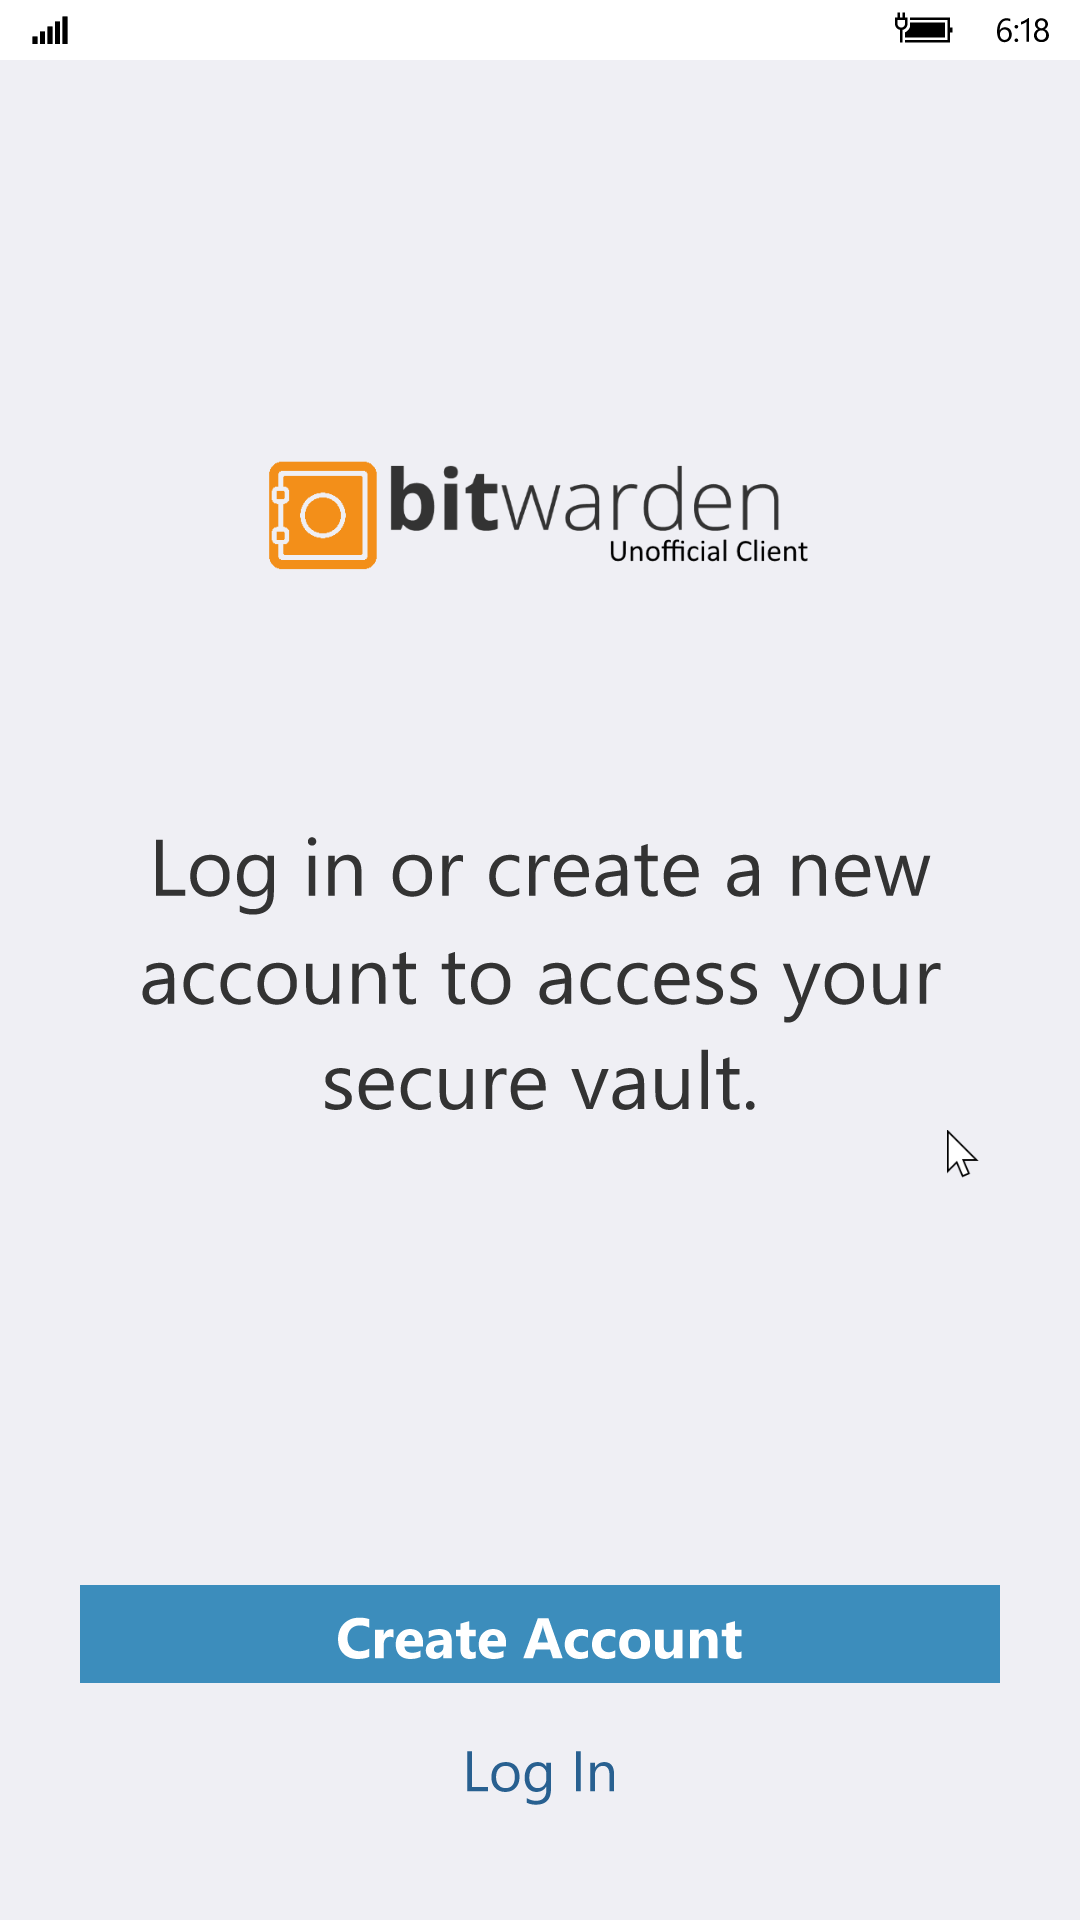 6:18
bitwarden
Unofficial Client
Log in or create a new
account to access your
secure vault.
Create Account
Log In